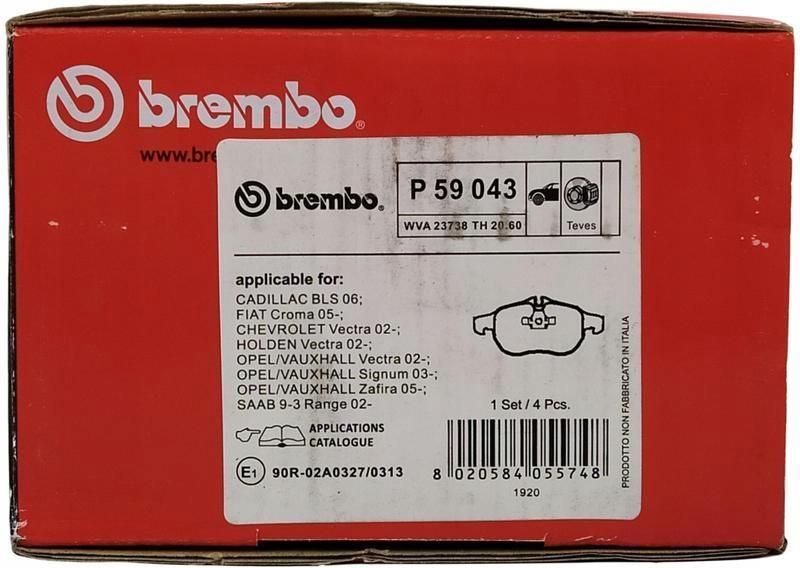 brembo®
www.bre
brembo®
P 59 043
WVA 23738 TH 20.60
Teves
applicable for:
CADILLAC BLS 06;
FIAT Croma 05-;
CHEVROLET Vectra 02-;
HOLDEN Vectra 02-;
OPEL/VAUXHALL Vectra 02-;
OPEL/VAUXHALL Signum 03-;
OPEL/VAUXHALL Zafira 05-;
SAAB 9-3 Range 02-
1 Set / 4 Pcs.
APPLICATIONS
CATALOGUE
E1 90R-02A0327/0313
8 020584 055748
1920
PRODOTTO NON FABBRICATO IN ITALIA